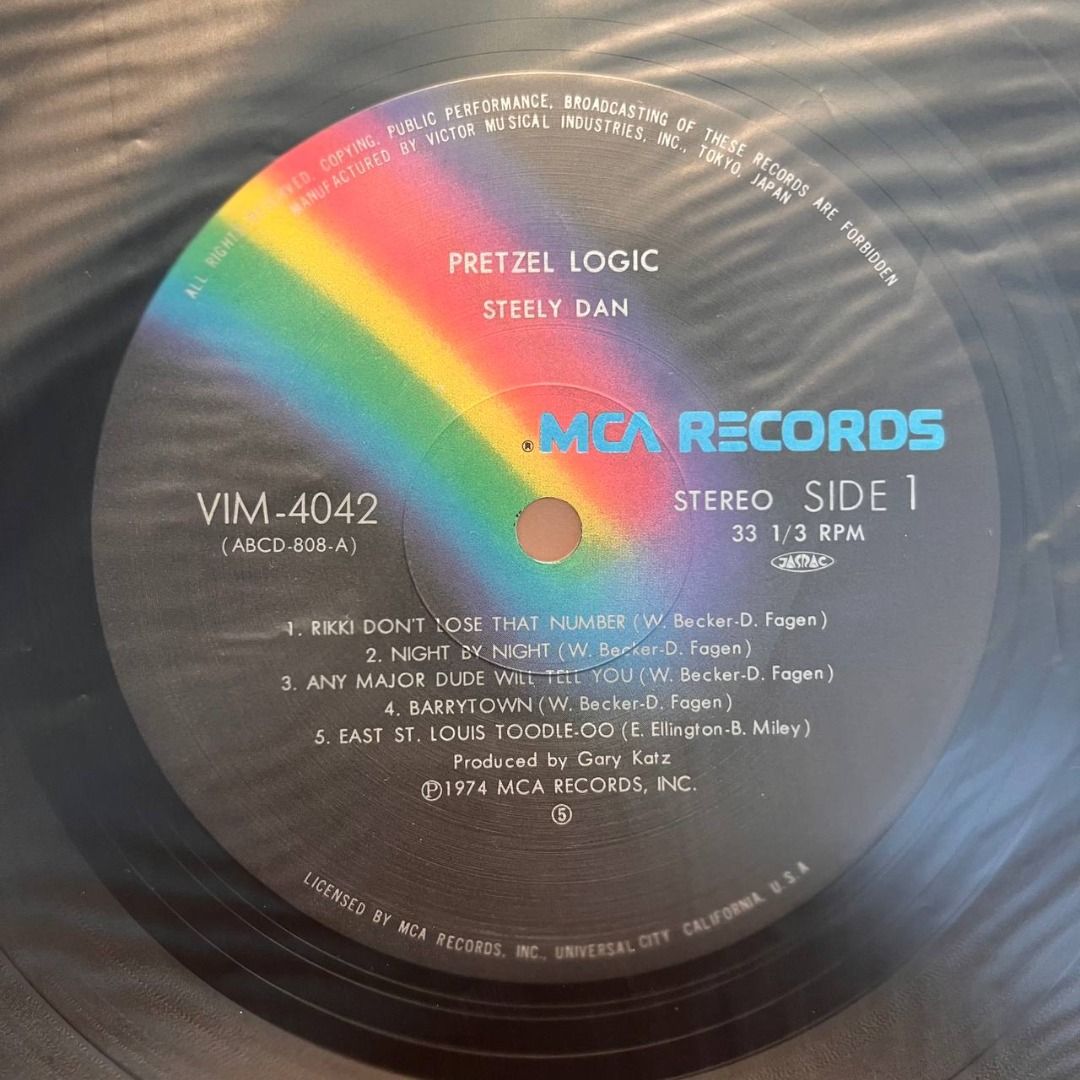 ALL RIGHTS RESERVED. COPYING, PUBLIC PERFORMANCE, BROADCASTING OF THESE RECORDS ARE FORBIDDEN
MANUFACTURED BY VICTOR MUSICAL INDUSTRIES, INC., TOKYO, JAPAN
PRETZEL LOGIC
STEELY DAN
® MCA RECORDS
VIM-4042
(ABCD-808-A)
STEREO SIDE 1
33 1/3 RPM
JASRAC
1. RIKKI DON'T LOSE THAT NUMBER (W. Becker-D. Fagen)
2. NIGHT BY NIGHT (W. Becker-D. Fagen)
3. ANY MAJOR DUDE WILL TELL YOU (W. Becker-D. Fagen)
4. BARRYTOWN (W. Becker-D. Fagen)
5. EAST ST. LOUIS TOODLE-OO (E. Ellington-B. Miley)
Produced by Gary Katz
Ⓟ1974 MCA RECORDS, INC.
⑤
LICENSED BY MCA RECORDS, INC., UNIVERSAL CITY CALIFORNIA, U.S.A